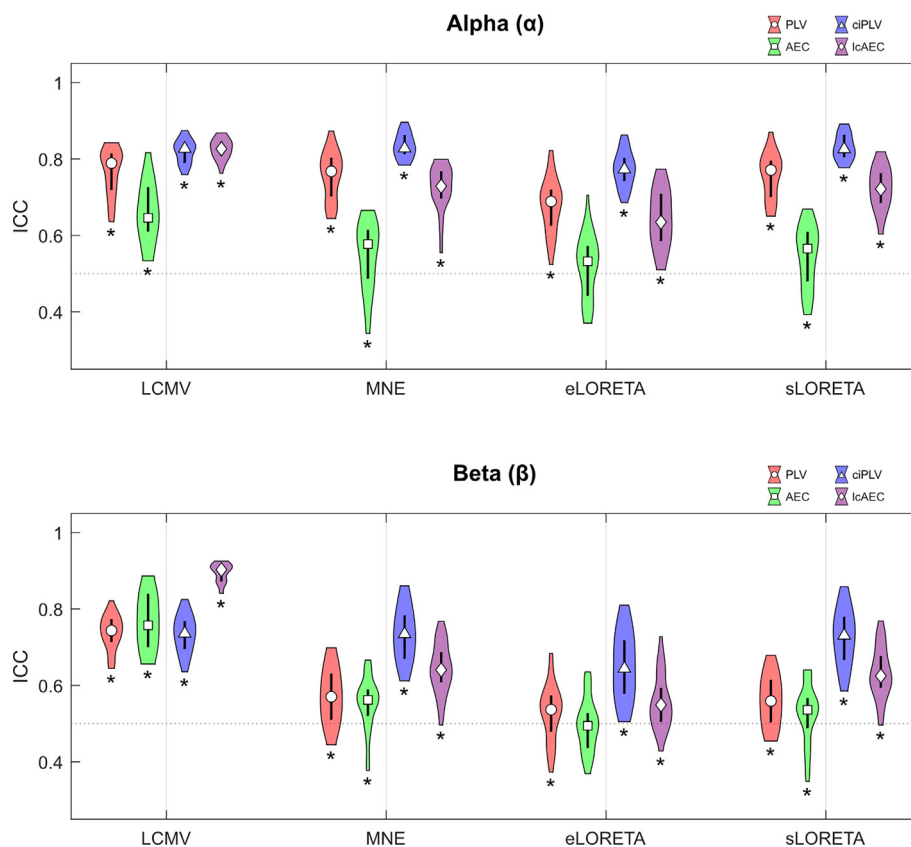 Alpha (α)
PLV ciPLV
AEC lcAEC
1
0.8
0.6
0.4
ICC
* * * *
* * * *
* * *
* * * *
LCMV MNE eLORETA sLORETA
Beta (β)
PLV ciPLV
AEC lcAEC
1
0.8
0.6
0.4
ICC
* * * *
* * * *
* * *
* * * *
LCMV MNE eLORETA sLORETA